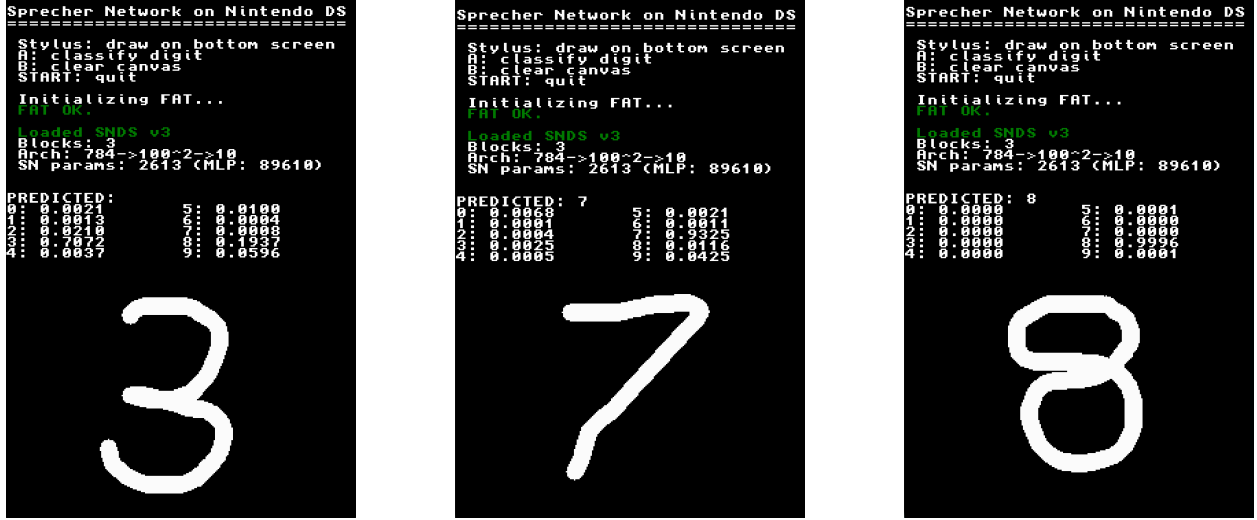 Sprecher Network on Nintendo DS
===============================
Stylus: draw on bottom screen
A: classify digit
B: clear canvas
START: quit
Initializing FAT...
FAT OK.
Loaded SNDS v3
Blocks: 3
Arch: 784->100^2->10
SN params: 2613 (MLP: 89610)
PREDICTED:
0: 0.0021 5: 0.0100
1: 0.0013 6: 0.0004
2: 0.0210 7: 0.0008
3: 0.7072 8: 0.1937
4: 0.0037 9: 0.0596
3
Sprecher Network on Nintendo DS
===============================
Stylus: draw on bottom screen
A: classify digit
B: clear canvas
START: quit
Initializing FAT...
FAT OK.
Loaded SNDS v3
Blocks: 3
Arch: 784->100^2->10
SN params: 2613 (MLP: 89610)
PREDICTED: 7
0: 0.0068 5: 0.0021
1: 0.0001 6: 0.0011
2: 0.0004 7: 0.9325
3: 0.0025 8: 0.0116
4: 0.0005 9: 0.0425
7
Sprecher Network on Nintendo DS
===============================
Stylus: draw on bottom screen
A: classify digit
B: clear canvas
START: quit
Initializing FAT...
FAT OK.
Loaded SNDS v3
Blocks: 3
Arch: 784->100^2->10
SN params: 2613 (MLP: 89610)
PREDICTED: 8
0: 0.0000 5: 0.0001
1: 0.0000 6: 0.0000
2: 0.0000 7: 0.0000
3: 0.0000 8: 0.9996
4: 0.0000 9: 0.0001
8